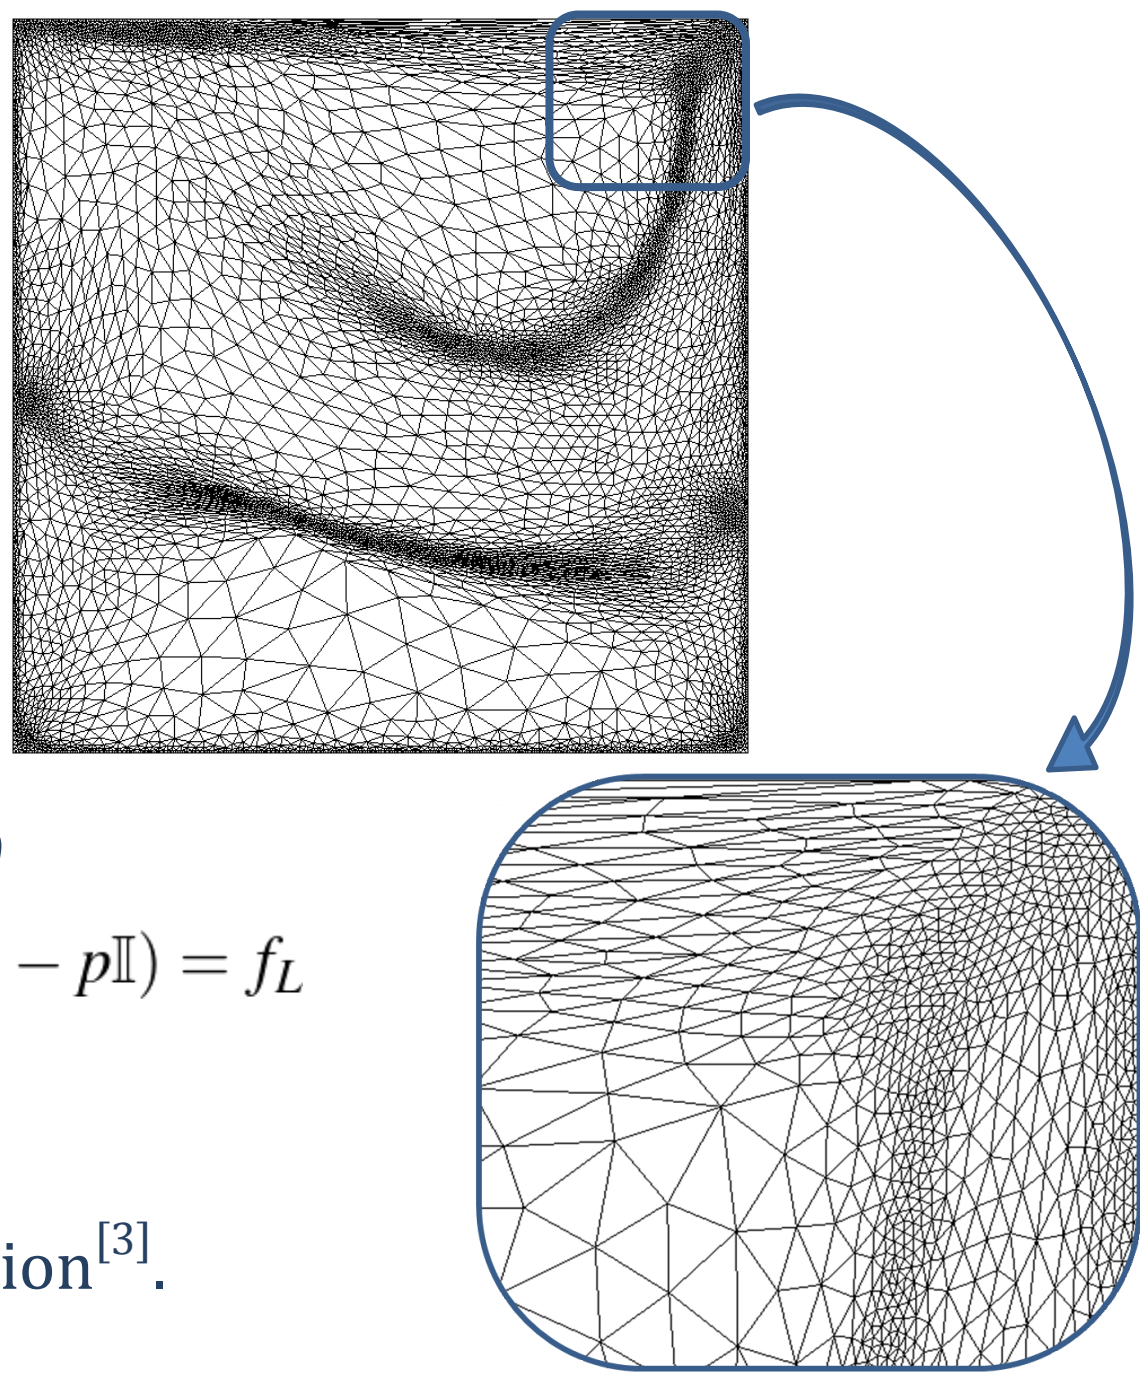 )
− p𝕀) = f_L
ion[3].